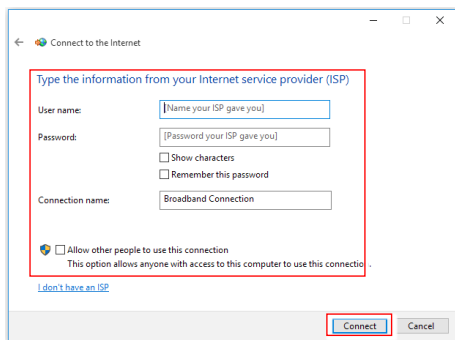 Connect to the Internet
Type the information from your Internet service provider (ISP)
User name:
[Name your ISP gave you]
Password:
[Password your ISP gave you]
Show characters
Remember this password
Connection name:
Broadband Connection
Allow other people to use this connection
This option allows anyone with access to this computer to use this connection.
I don't have an ISP
Connect
Cancel